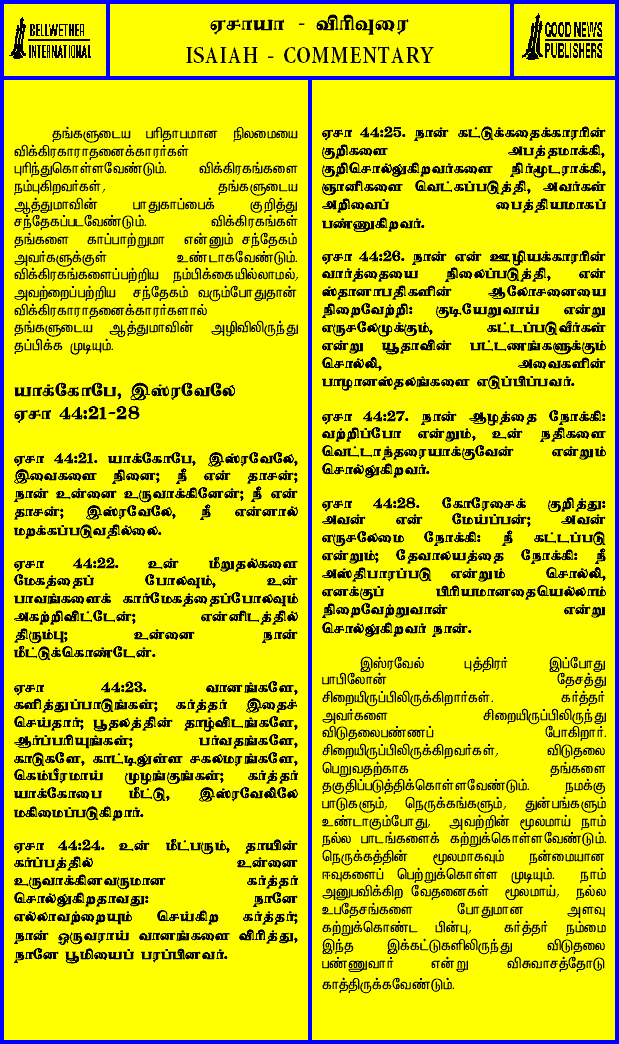 BELLWETHER
INTERNATIONAL
ஏசாயா - விரிவுரை
ISAIAH - COMMENTARY
GOOD NEWS
PUBLISHERS
தங்களுடைய பரிதாபமான நிலமையை
விக்கிரகாராதனைக்காரர்கள்
புரிந்துகொள்ளவேண்டும். விக்கிரகங்களை
நம்புகிறவர்கள், தங்களுடைய
ஆத்துமாவின் பாதுகாப்பைக் குறித்து
சந்தேகப்படவேண்டும். விக்கிரகங்கள்
தங்களை காப்பாற்றுமா என்னும் சந்தேகம்
அவர்களுக்குள் உண்டாகவேண்டும்.
விக்கிரகங்களைப்பற்றிய நம்பிக்கையில்லாமல்,
அவற்றைப்பற்றிய சந்தேகம் வரும்போதுதான்
விக்கிரகாராதனைக்காரர்களால்
தங்களுடைய ஆத்துமாவின் அழிவிலிருந்து
தப்பிக்க முடியும்.
யாக்கோபே, இஸ்ரவேலே
ஏசா 44:21-28
ஏசா 44:21. யாக்கோபே, இஸ்ரவேலே,
இவைகளை நினை; நீ என் தாசன்;
நான் உன்னை உருவாக்கினேன்; நீ என்
தாசன்; இஸ்ரவேலே, நீ என்னால்
மறக்கப்படுவதில்லை.
ஏசா 44:22. உன் மீறுதல்களை
மேகத்தைப் போலவும், உன்
பாவங்களைக் கார்மேகத்தைப்போலவும்
அகற்றிவிட்டேன்; என்னிடத்தில்
திரும்பு; உன்னை நான்
மீட்டுக்கொண்டேன்.
ஏசா 44:23. வானங்களே,
களித்துப்பாடுங்கள்; கர்த்தர் இதைச்
செய்தார்; பூதலத்தின் தாழ்விடங்களே,
ஆர்ப்பரியுங்கள்; பர்வதங்களே,
காடுகளே, காட்டிலுள்ள சகலமரங்களே,
கெம்பீரமாய் முழங்குங்கள்; கர்த்தர்
யாக்கோபை மீட்டு, இஸ்ரவேலிலே
மகிமைப்படுகிறார்.
ஏசா 44:24. உன் மீட்பரும், தாயின்
கர்ப்பத்தில் உன்னை
உருவாக்கினவருமான கர்த்தர்
சொல்லுகிறதாவது: நானே
எல்லாவற்றையும் செய்கிற கர்த்தர்;
நான் ஒருவராய் வானங்களை விரித்து,
நானே பூமியைப் பரப்பினவர்.
ஏசா 44:25. நான் கட்டுக்கதைக்காரரின்
குறிகளை அபத்தமாக்கி,
குறிசொல்லுகிறவர்களை நிர்மூடராக்கி,
ஞானிகளை வெட்கப்படுத்தி, அவர்கள்
அறிவைப் பைத்தியமாகப்
பண்ணுகிறவர்.
ஏசா 44:26. நான் என் ஊழியக்காரரின்
வார்த்தையை நிலைப்படுத்தி, என்
ஸ்தானாபதிகளின் ஆலோசனையை
நிறைவேற்றி: குடியேறுவாய் என்று
எருசலேமுக்கும், கட்டப்படுவீர்கள்
என்று யூதாவின் பட்டணங்களுக்கும்
சொல்லி, அவைகளின்
பாழானஸ்தலங்களை எடுப்பிப்பவர்.
ஏசா 44:27. நான் ஆழத்தை நோக்கி:
வற்றிப்போ என்றும், உன் நதிகளை
வெட்டாந்தரையாக்குவேன் என்றும்
சொல்லுகிறவர்.
ஏசா 44:28. கோரேசைக் குறித்து:
அவன் என் மேய்ப்பன்; அவன்
எருசலேமை நோக்கி: நீ கட்டப்படு
என்றும்; தேவாலயத்தை நோக்கி: நீ
அஸ்திபாரப்படு என்றும் சொல்லி,
எனக்குப் பிரியமானதையெல்லாம்
நிறைவேற்றுவான் என்று
சொல்லுகிறவர் நான்.
இஸ்ரவேல் புத்திரர் இப்போது
பாபிலோன் தேசத்து
சிறையிருப்பிலிருக்கிறார்கள். கர்த்தர்
அவர்களை சிறையிருப்பிலிருந்து
விடுதலைபண்ணப் போகிறார்.
சிறையிருப்பிலிருக்கிறவர்கள், விடுதலை
பெறுவதற்காக தங்களை
தகுதிப்படுத்திக்கொள்ளவேண்டும். நமக்கு
பாடுகளும், நெருக்கங்களும், துன்பங்களும்
உண்டாகும்போது, அவற்றின் மூலமாய் நாம்
நல்ல பாடங்களைக் கற்றுக்கொள்ளவேண்டும்.
நெருக்கத்தின் மூலமாகவும் நன்மையான
ஈவுகளைப் பெற்றுக்கொள்ள முடியும். நாம்
அனுபவிக்கிற வேதனைகள் மூலமாய், நல்ல
உபதேசங்களை போதுமான அளவு
கற்றுக்கொண்ட பின்பு, கர்த்தர் நம்மை
இந்த இக்கட்டுகளிலிருந்து விடுதலை
பண்ணுவார் என்று விசுவாசத்தோடு
காத்திருக்கவேண்டும்.